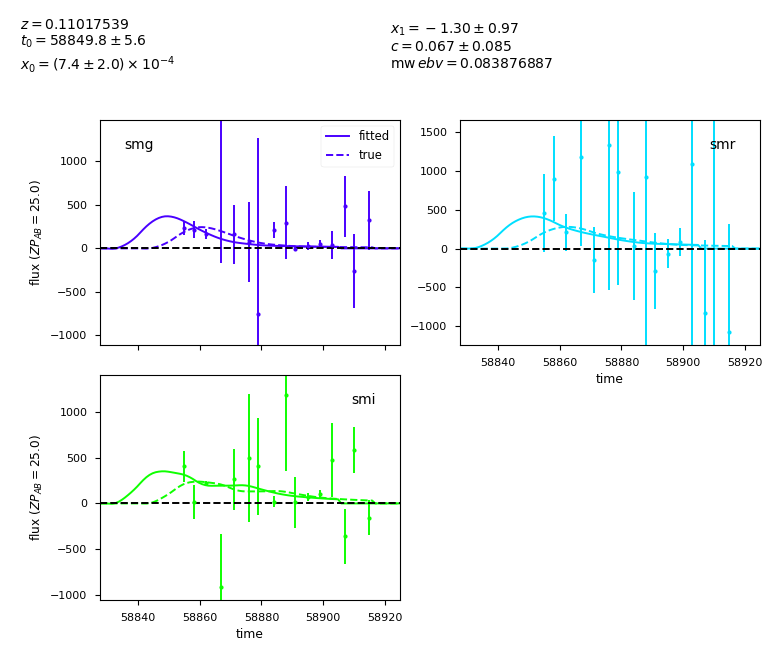 z = 0.11017539
t₀ = 58849.8 ± 5.6
x₀ = (7.4 ± 2.0) × 10⁻⁴
x₁ = −1.30 ± 0.97
c = 0.067 ± 0.085
mw ebv = 0.083876887
smg
fitted
true
flux (ZP_AB = 25.0)
1000
500
0
−500
−1000
smr
1500
1000
500
0
−500
−1000
58840 58860 58880 58900 58920
time
smi
flux (ZP_AB = 25.0)
1000
500
0
−500
−1000
58840 58860 58880 58900 58920
time